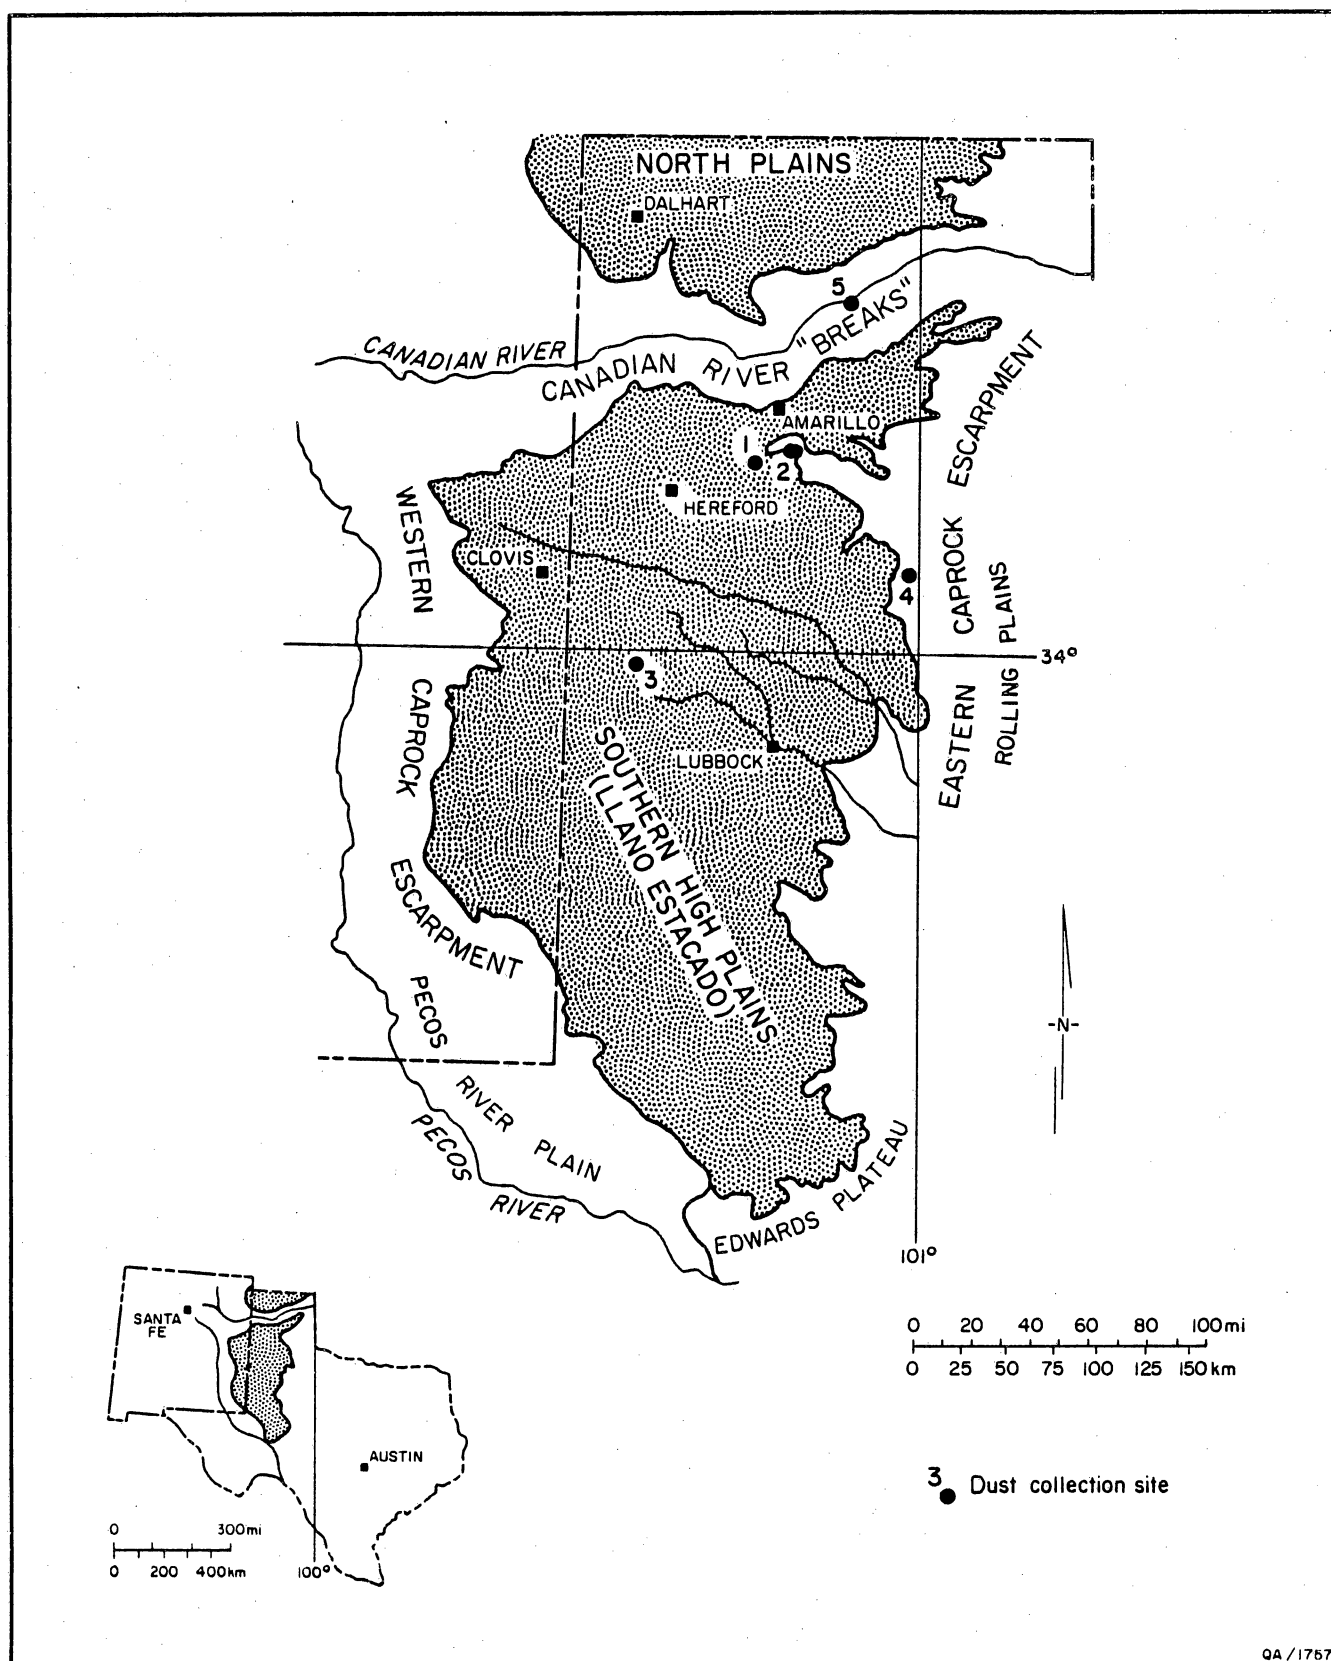 NORTH PLAINS
DALHART
5
CANADIAN RIVER
CANADIAN RIVER "BREAKS"
AMARILLO
1
2
HEREFORD
CLOVIS
4
34°
3
LUBBOCK
WESTERN CAPROCK ESCARPMENT
EASTERN CAPROCK ESCARPMENT
ROLLING PLAINS
SOUTHERN HIGH PLAINS
(LLANO ESTACADO)
PECOS RIVER PLAIN
PECOS RIVER
EDWARDS PLATEAU
-N-
101°
0 20 40 60 80 100mi
0 25 50 75 100 125 150km
SANTA
FE
AUSTIN
0 300mi
0 200 400km
100°
3 Dust collection site
QA/1757